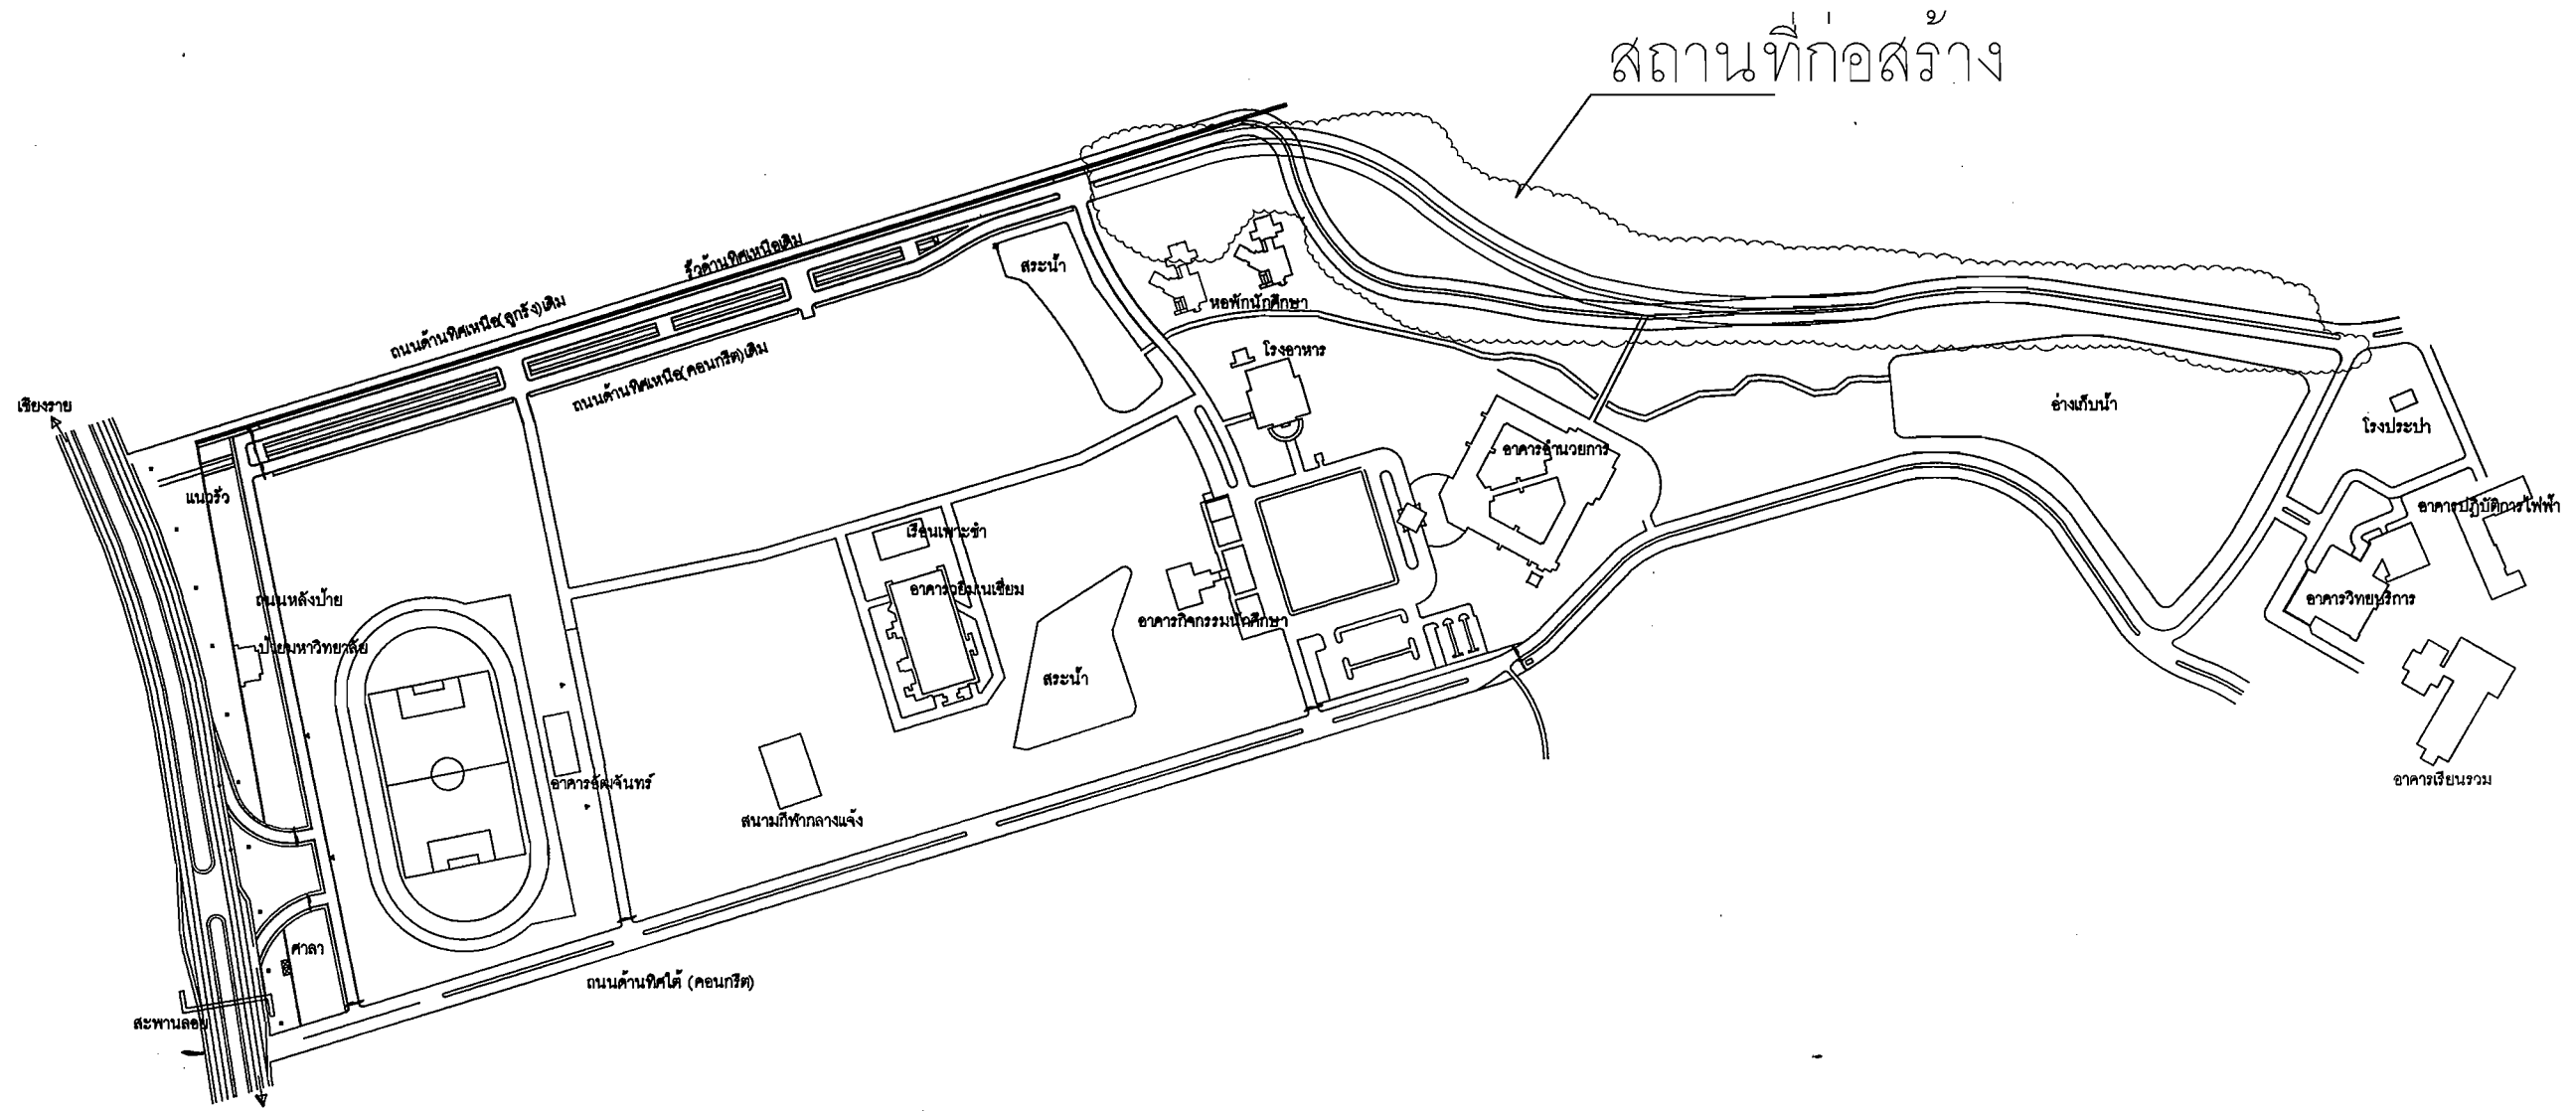 สถานที่ก่อสร้าง
รั้วด้านทิศเหนือเดิม
สระน้ำ
หอพักนักศึกษา
ถนนด้านทิศเหนือ(ลูกรัง)เดิม
ถนนด้านทิศเหนือ(คอนกรีต)เดิม
โรงอาหาร
เชียงราย
อ่างเก็บน้ำ
โรงประปา
อาคารอำนวยการ
แนวรั้ว
อาคารปฏิบัติการไฟฟ้า
เรือนเพาะชำ
อาคารวิทยบริการ
ถนนหลังป้าย
อาคารกิจกรรมนักศึกษา
ป้ายมหาวิทยาลัย
สระน้ำ
อาคารเรียนรวม
อาคารอัฒจันทร์
สนามกีฬากลางแจ้ง
ศาลา
ถนนด้านทิศใต้ (คอนกรีต)
สะพานลอย